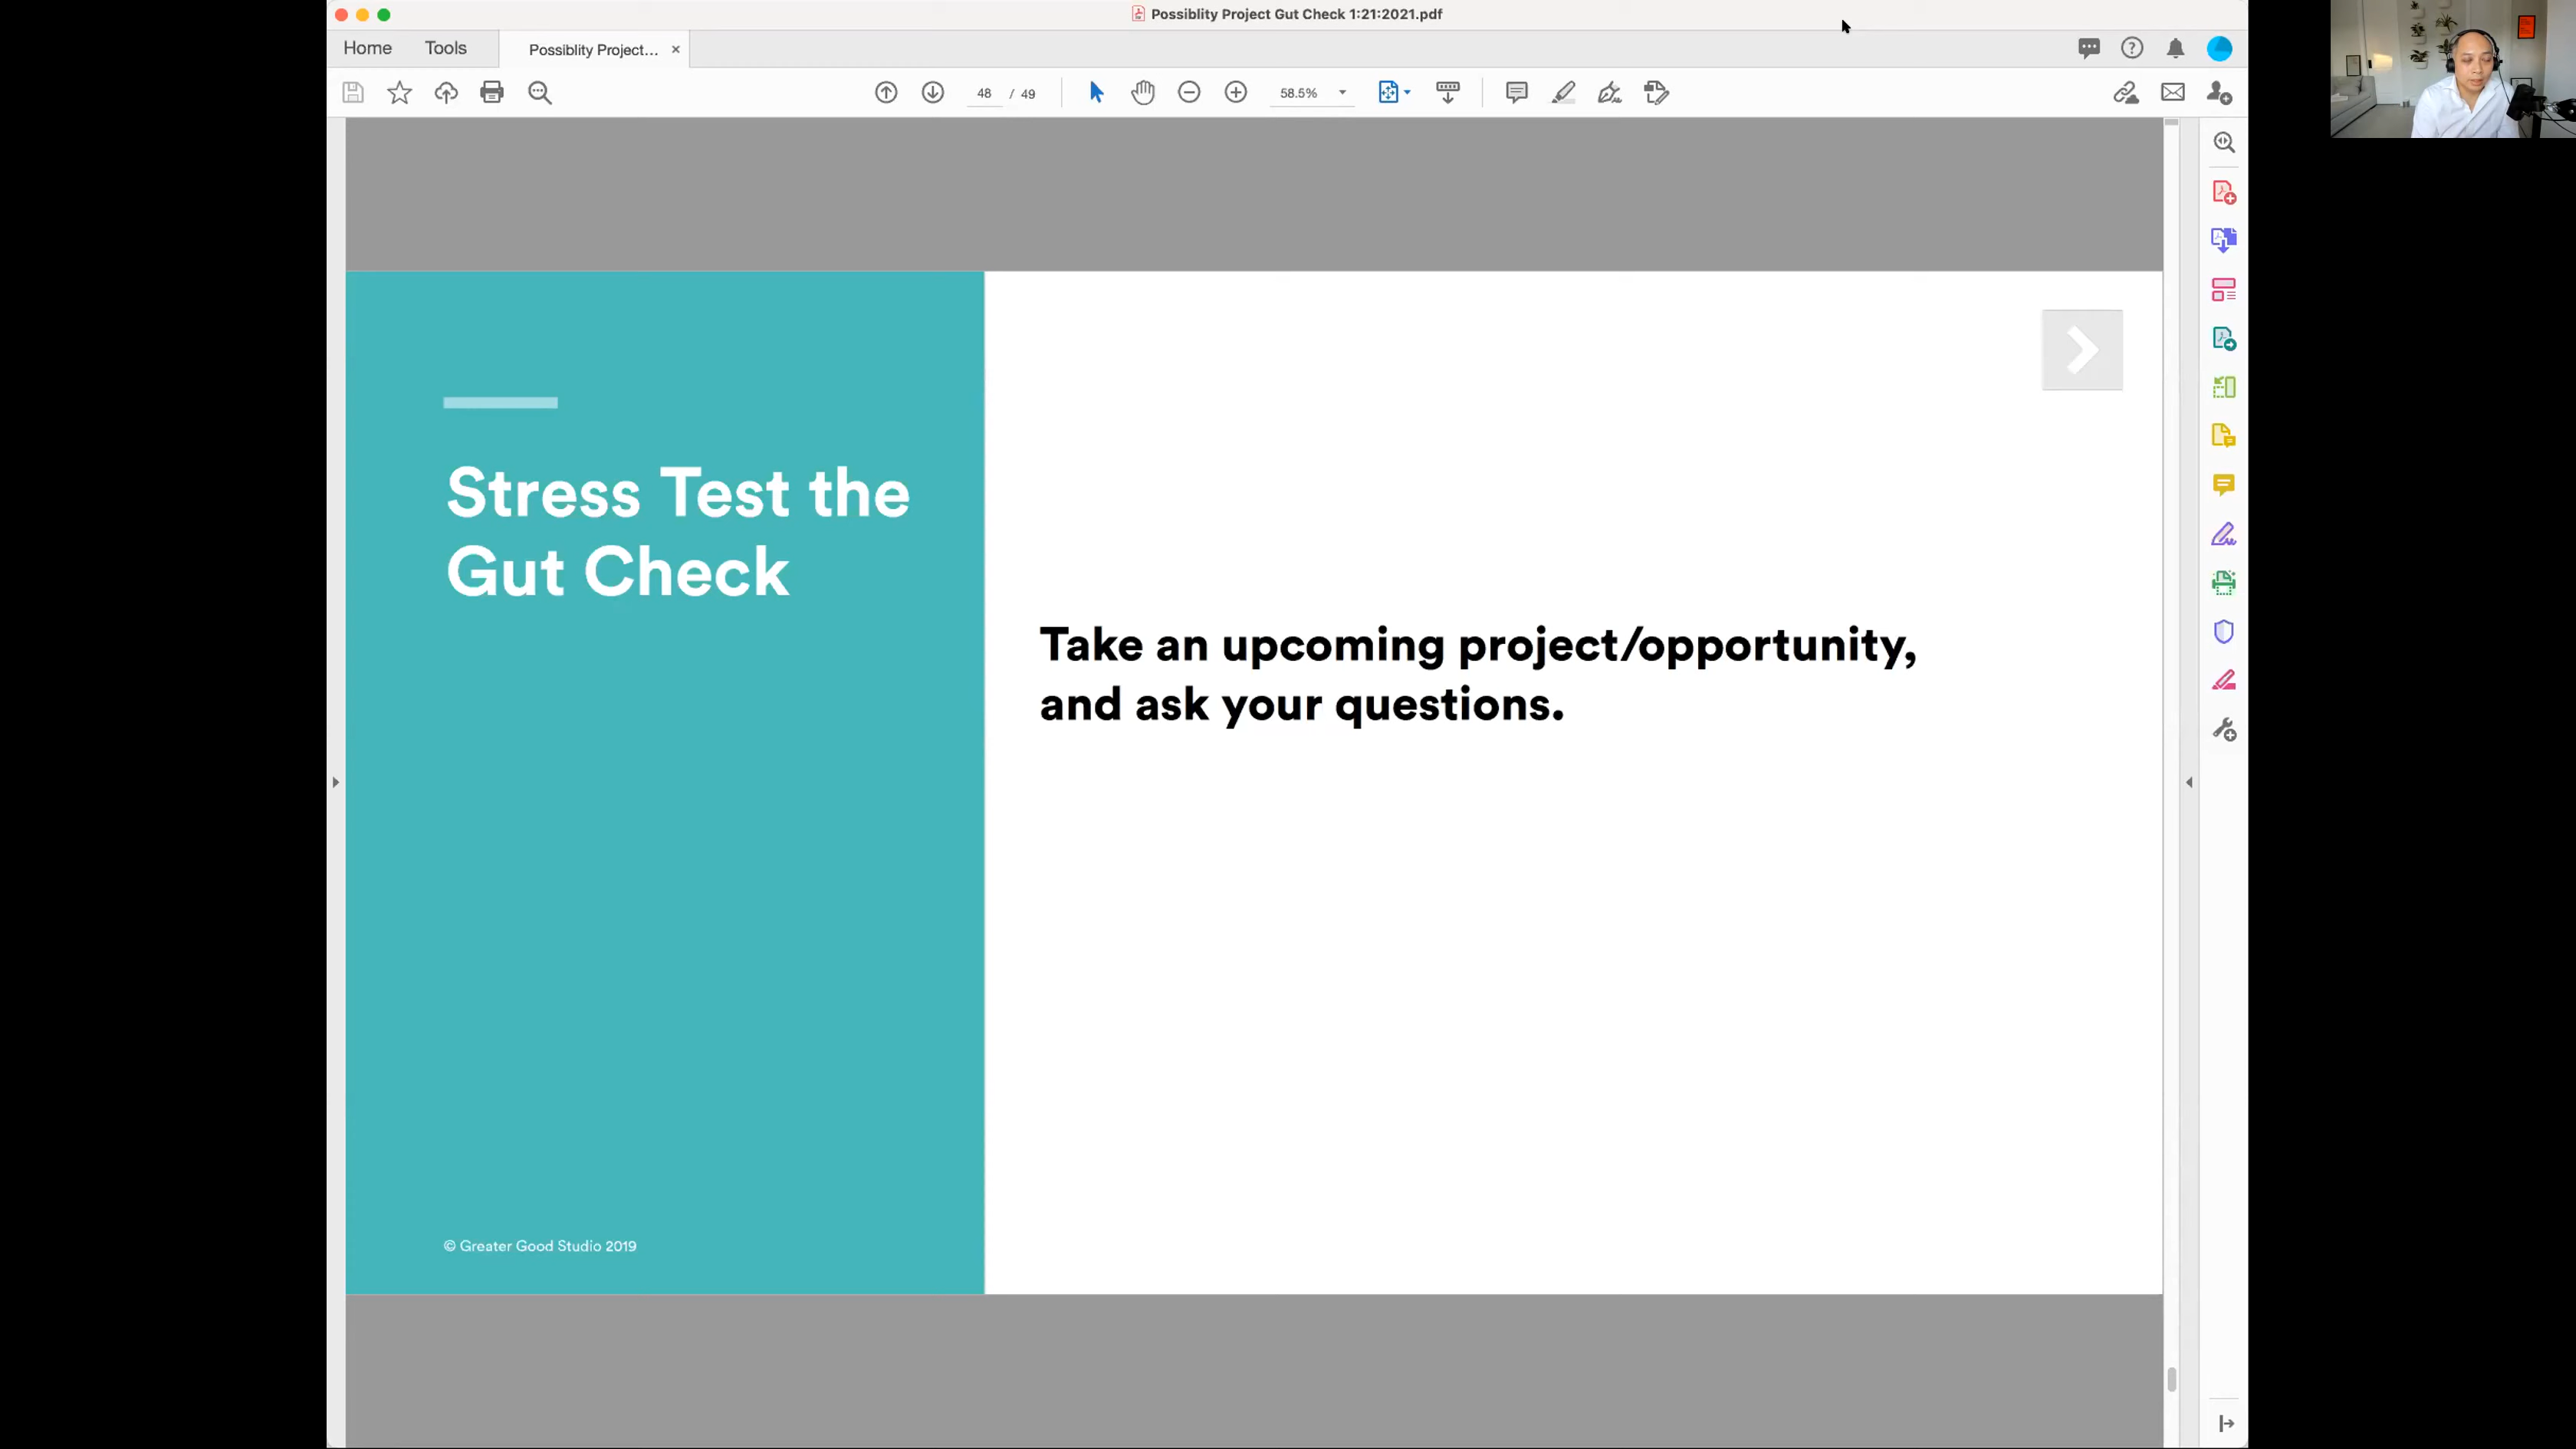 Possiblity Project Gut Check 1:21:2021.pdf
Home
Tools
Possiblity Project...
48 / 49
58.5%
Stress Test the
Gut Check
Take an upcoming project/opportunity,
and ask your questions.
© Greater Good Studio 2019